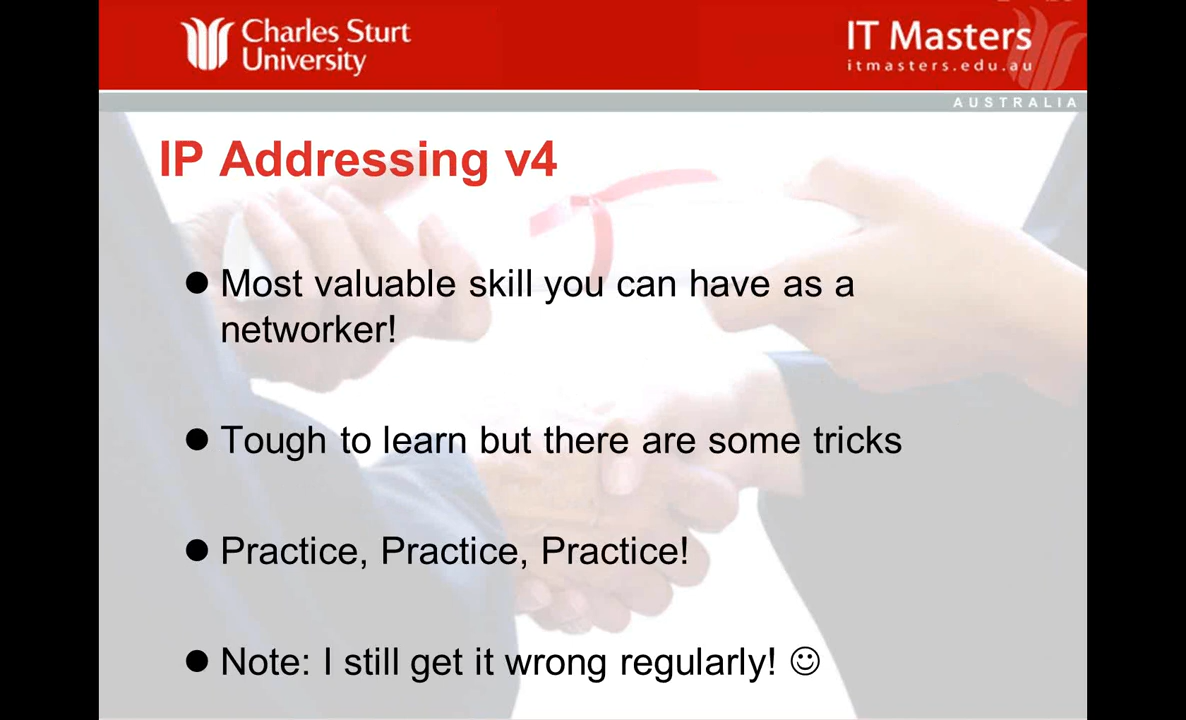 Charles Sturt
University
IT Masters
itmasters.edu.au
AUSTRALIA
IP Addressing v4
● Most valuable skill you can have as a
networker!
● Tough to learn but there are some tricks
● Practice, Practice, Practice!
● Note: I still get it wrong regularly! ☺